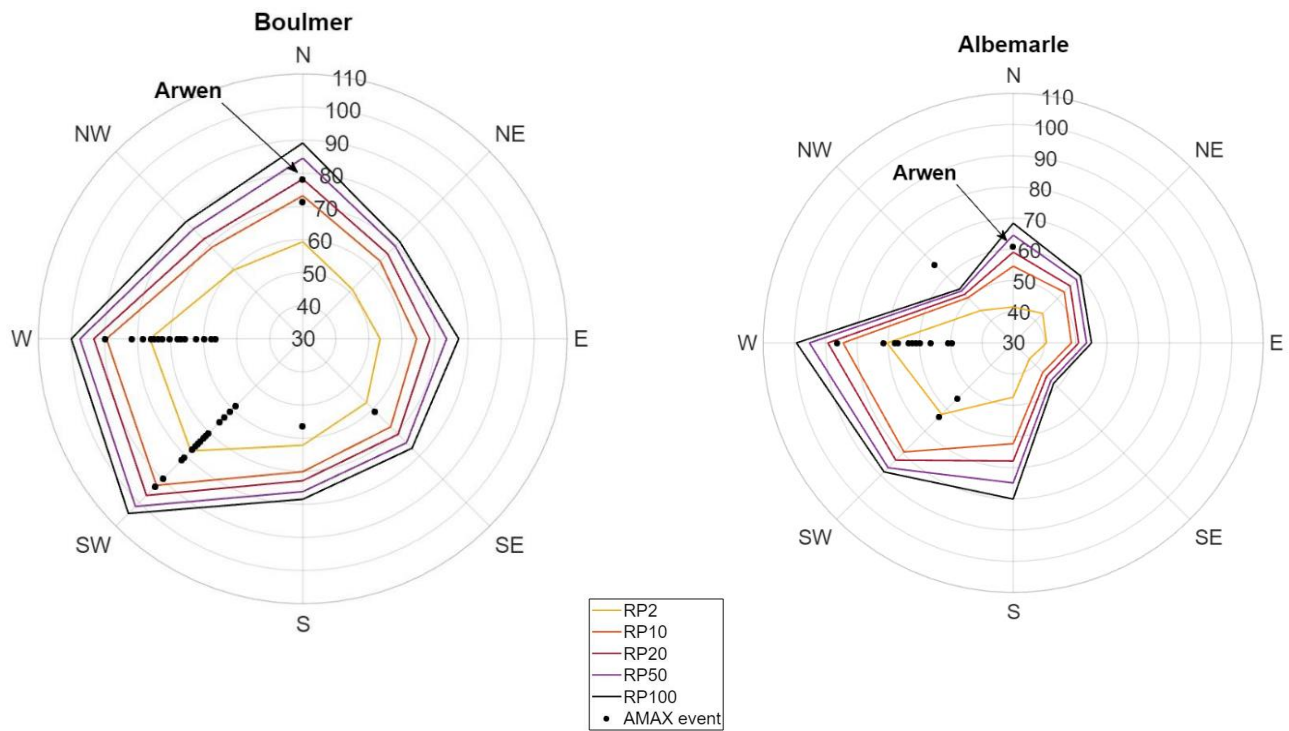 Boulmer
N
Arwen
110
100
90
80
70
60
50
40
30
NW
NE
W
E
SW
SE
S
Albemarle
N
Arwen
110
100
90
80
70
60
50
40
30
NW
NE
W
E
SW
SE
S
RP2
RP10
RP20
RP50
RP100
AMAX event